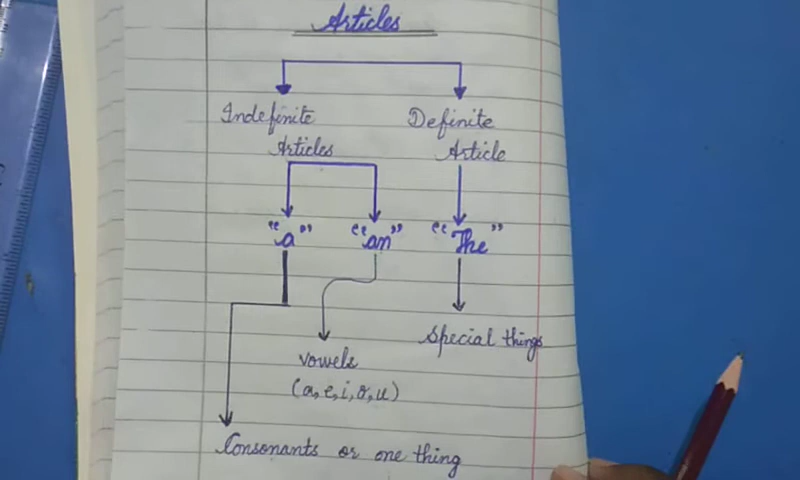 Articles
Indefinite Articles
Definite Article
"a" "an" "The"
special things
vowels
(a, e, i, o, u)
Consonants or one thing